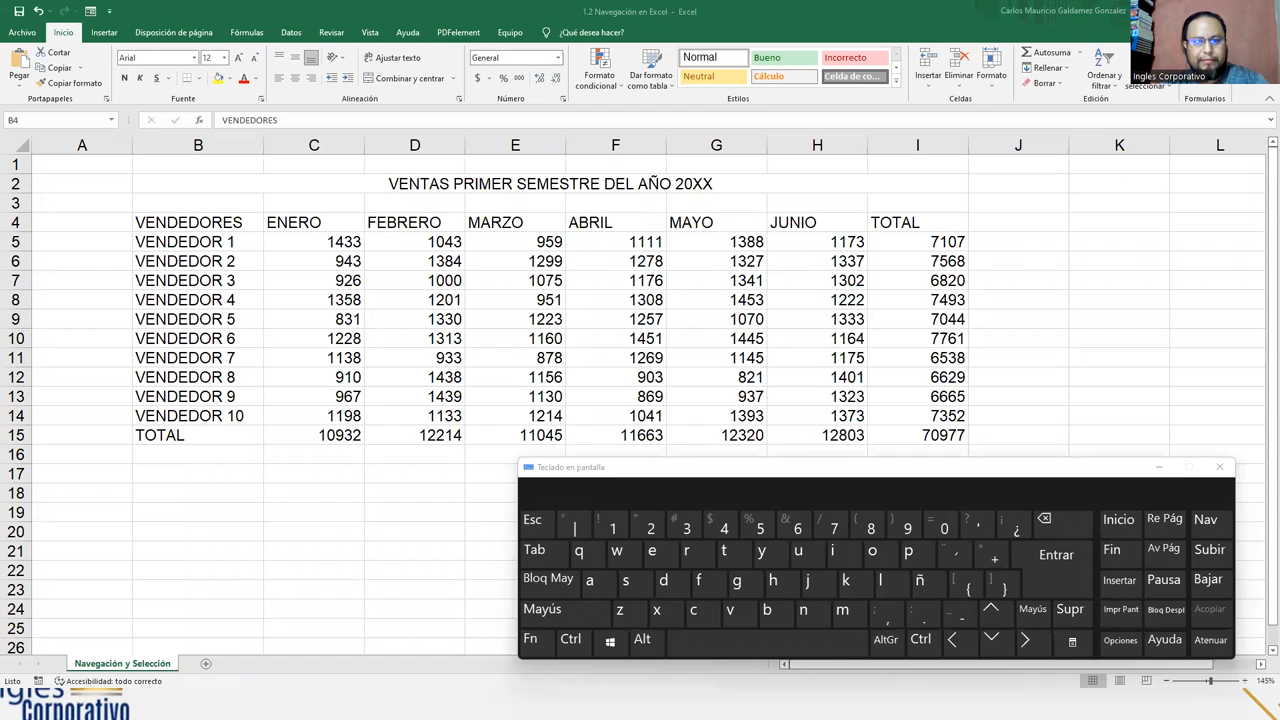 1.2 Navegación en Excel - Excel
Carlos Mauricio Galdamez Gonzalez
Archivo Inicio Insertar Disposición de página Fórmulas Datos Revisar Vista Ayuda PDFelement Equipo ¿Qué desea hacer?
Pegar
Cortar
Copiar
Copiar formato
Portapapeles
Arial 12
N K S
Fuente
Ajustar texto
Combinar y centrar
Alineación
General
$ % 000
Número
Formato condicional
Dar formato como tabla
Normal Bueno Incorrecto
Neutral Cálculo Celda de co...
Estilos
Insertar Eliminar Formato
Celdas
Autosuma
Rellenar
Borrar
Ordenar y filtrar
seleccionar
Edición
Formularios
Ingles Corporativo
B4 fx VENDEDORES
A B C D E F G H I J K L
1
2 VENTAS PRIMER SEMESTRE DEL AÑO 20XX
3
4 VENDEDORES ENERO FEBRERO MARZO ABRIL MAYO JUNIO TOTAL
5 VENDEDOR 1 1433 1043 959 1111 1388 1173 7107
6 VENDEDOR 2 943 1384 1299 1278 1327 1337 7568
7 VENDEDOR 3 926 1000 1075 1176 1341 1302 6820
8 VENDEDOR 4 1358 1201 951 1308 1453 1222 7493
9 VENDEDOR 5 831 1330 1223 1257 1070 1333 7044
10 VENDEDOR 6 1228 1313 1160 1451 1445 1164 7761
11 VENDEDOR 7 1138 933 878 1269 1145 1175 6538
12 VENDEDOR 8 910 1438 1156 903 821 1401 6629
13 VENDEDOR 9 967 1439 1130 869 937 1323 6665
14 VENDEDOR 10 1198 1133 1214 1041 1393 1373 7352
15 TOTAL 10932 12214 11045 11663 12320 12803 70977
16
17
18
19
20
21
22
23
24
25
26
Teclado en pantalla
Esc ° | ! 1 " 2 # 3 $ 4 % 5 & 6 / 7 ( 8 ) 9 = 0 ? ' ¡ ¿ Inicio Re Pág Nav
Tab q w e r t y u i o p ¨ ´ * + Entrar Fin Av Pág Subir
Bloq May a s d f g h j k l ñ [ { ] } Insertar Pausa Bajar
Mayús z x c v b n m ; , : . _ - Mayús Supr Impr Pant Bloq Despl Acoplar
Fn Ctrl Alt AltGr Ctrl Opciones Ayuda Atenuar
Navegación y Selección
Listo Accesibilidad: todo correcto 145%
Ingles
Corporativo